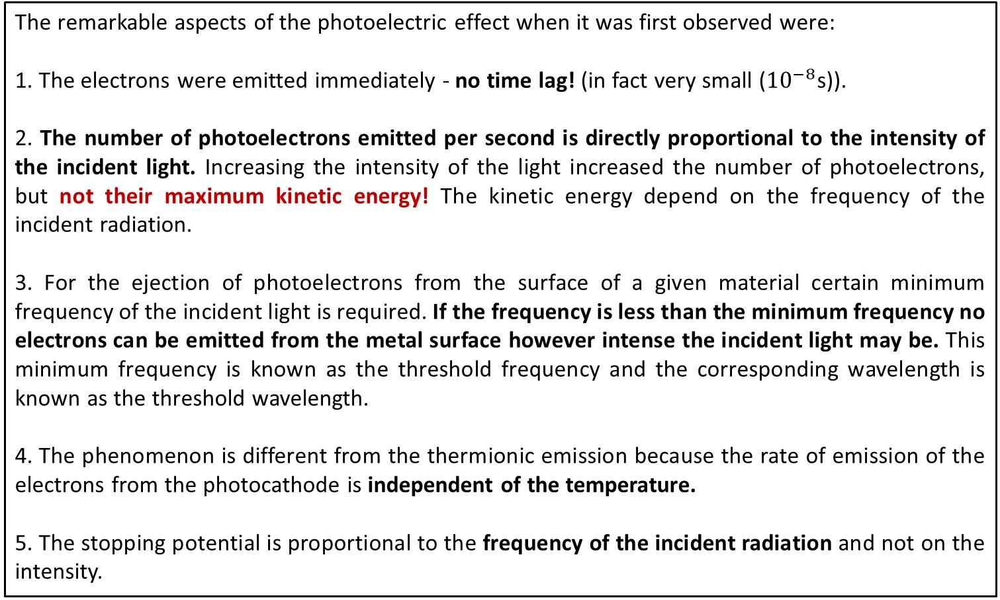 The remarkable aspects of the photoelectric effect when it was first observed were:
1. The electrons were emitted immediately - no time lag! (in fact very small (10⁻⁸s)).
2. The number of photoelectrons emitted per second is directly proportional to the intensity of
the incident light. Increasing the intensity of the light increased the number of photoelectrons,
but not their maximum kinetic energy! The kinetic energy depend on the frequency of the
incident radiation.
3. For the ejection of photoelectrons from the surface of a given material certain minimum
frequency of the incident light is required. If the frequency is less than the minimum frequency no
electrons can be emitted from the metal surface however intense the incident light may be. This
minimum frequency is known as the threshold frequency and the corresponding wavelength is
known as the threshold wavelength.
4. The phenomenon is different from the thermionic emission because the rate of emission of the
electrons from the photocathode is independent of the temperature.
5. The stopping potential is proportional to the frequency of the incident radiation and not on the
intensity.